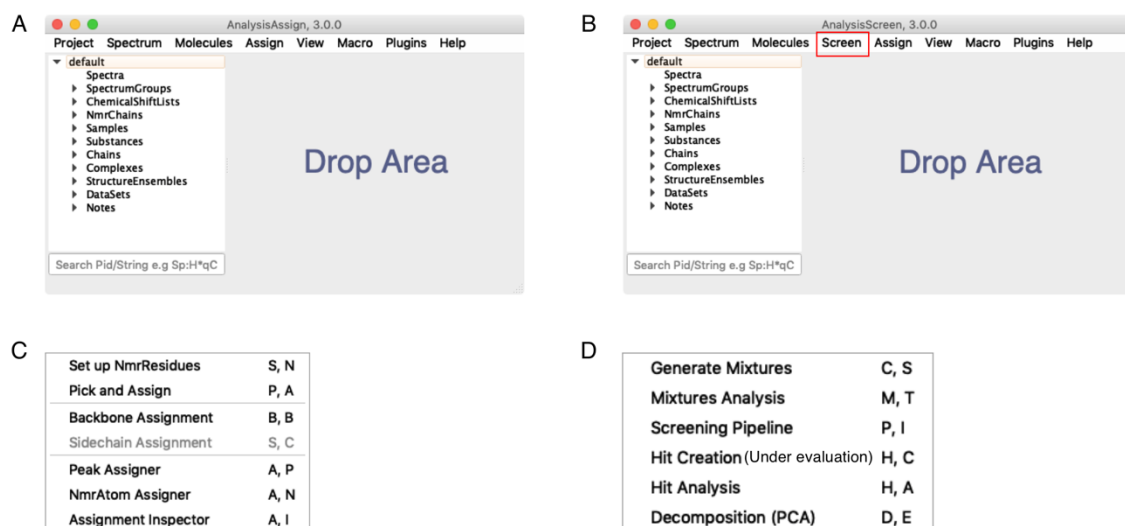 A
AnalysisAssign, 3.0.0
Project Spectrum Molecules Assign View Macro Plugins Help
default
Spectra
SpectrumGroups
ChemicalShiftLists
NmrChains
Samples
Substances
Chains
Complexes
StructureEnsembles
DataSets
Notes
Drop Area
Search Pid/String e.g Sp:H*qC
B
AnalysisScreen, 3.0.0
Project Spectrum Molecules Screen Assign View Macro Plugins Help
default
Spectra
SpectrumGroups
ChemicalShiftLists
NmrChains
Samples
Substances
Chains
Complexes
StructureEnsembles
DataSets
Notes
Drop Area
Search Pid/String e.g Sp:H*qC
C
Set up NmrResidues S, N
Pick and Assign P, A
Backbone Assignment B, B
Sidechain Assignment S, C
Peak Assigner A, P
NmrAtom Assigner A, N
Assignment Inspector A, I
D
Generate Mixtures C, S
Mixtures Analysis M, T
Screening Pipeline P, I
Hit Creation (Under evaluation) H, C
Hit Analysis H, A
Decomposition (PCA) D, E